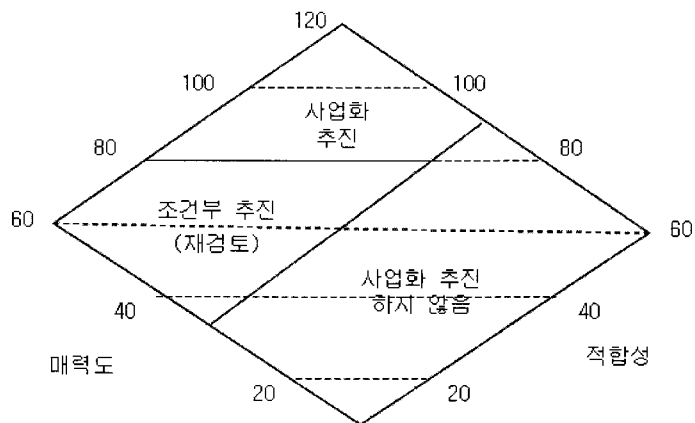 120
100
100
사업화
추진
80
80
조건부 추진
(재검토)
60
60
사업화 추진
하지 않음
40
40
매력도
적합성
20
20